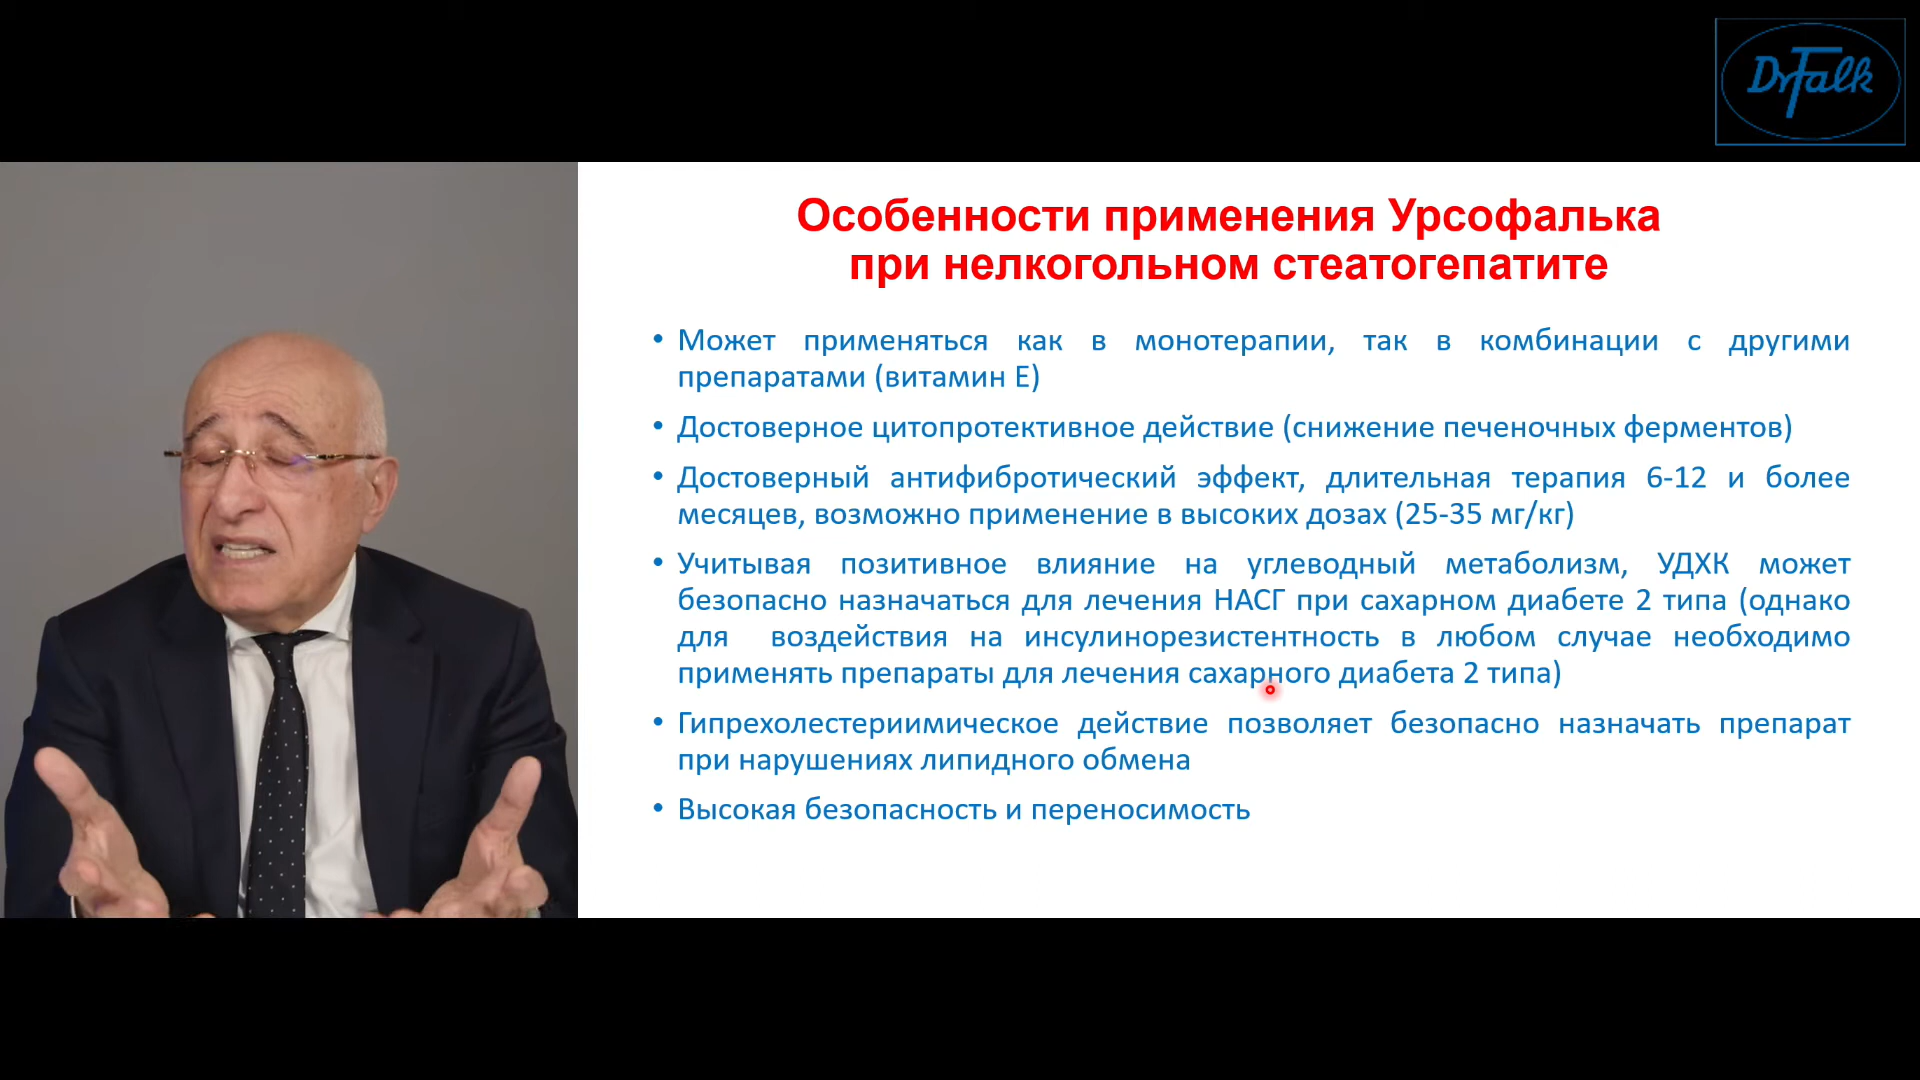 Dr Falk
Особенности применения Урсофалька
при нелкогольном стеатогепатите
• Может применяться как в монотерапии, так в комбинации с другими
препаратами (витамин Е)
• Достоверное цитопротективное действие (снижение печеночных ферментов)
• Достоверный антифибротический эффект, длительная терапия 6-12 и более
месяцев, возможно применение в высоких дозах (25-35 мг/кг)
• Учитывая позитивное влияние на углеводный метаболизм, УДХК может
безопасно назначаться для лечения НАСГ при сахарном диабете 2 типа (однако
для воздействия на инсулинорезистентность в любом случае необходимо
применять препараты для лечения сахарного диабета 2 типа)
• Гипрехолестериимическое действие позволяет безопасно назначать препарат
при нарушениях липидного обмена
• Высокая безопасность и переносимость